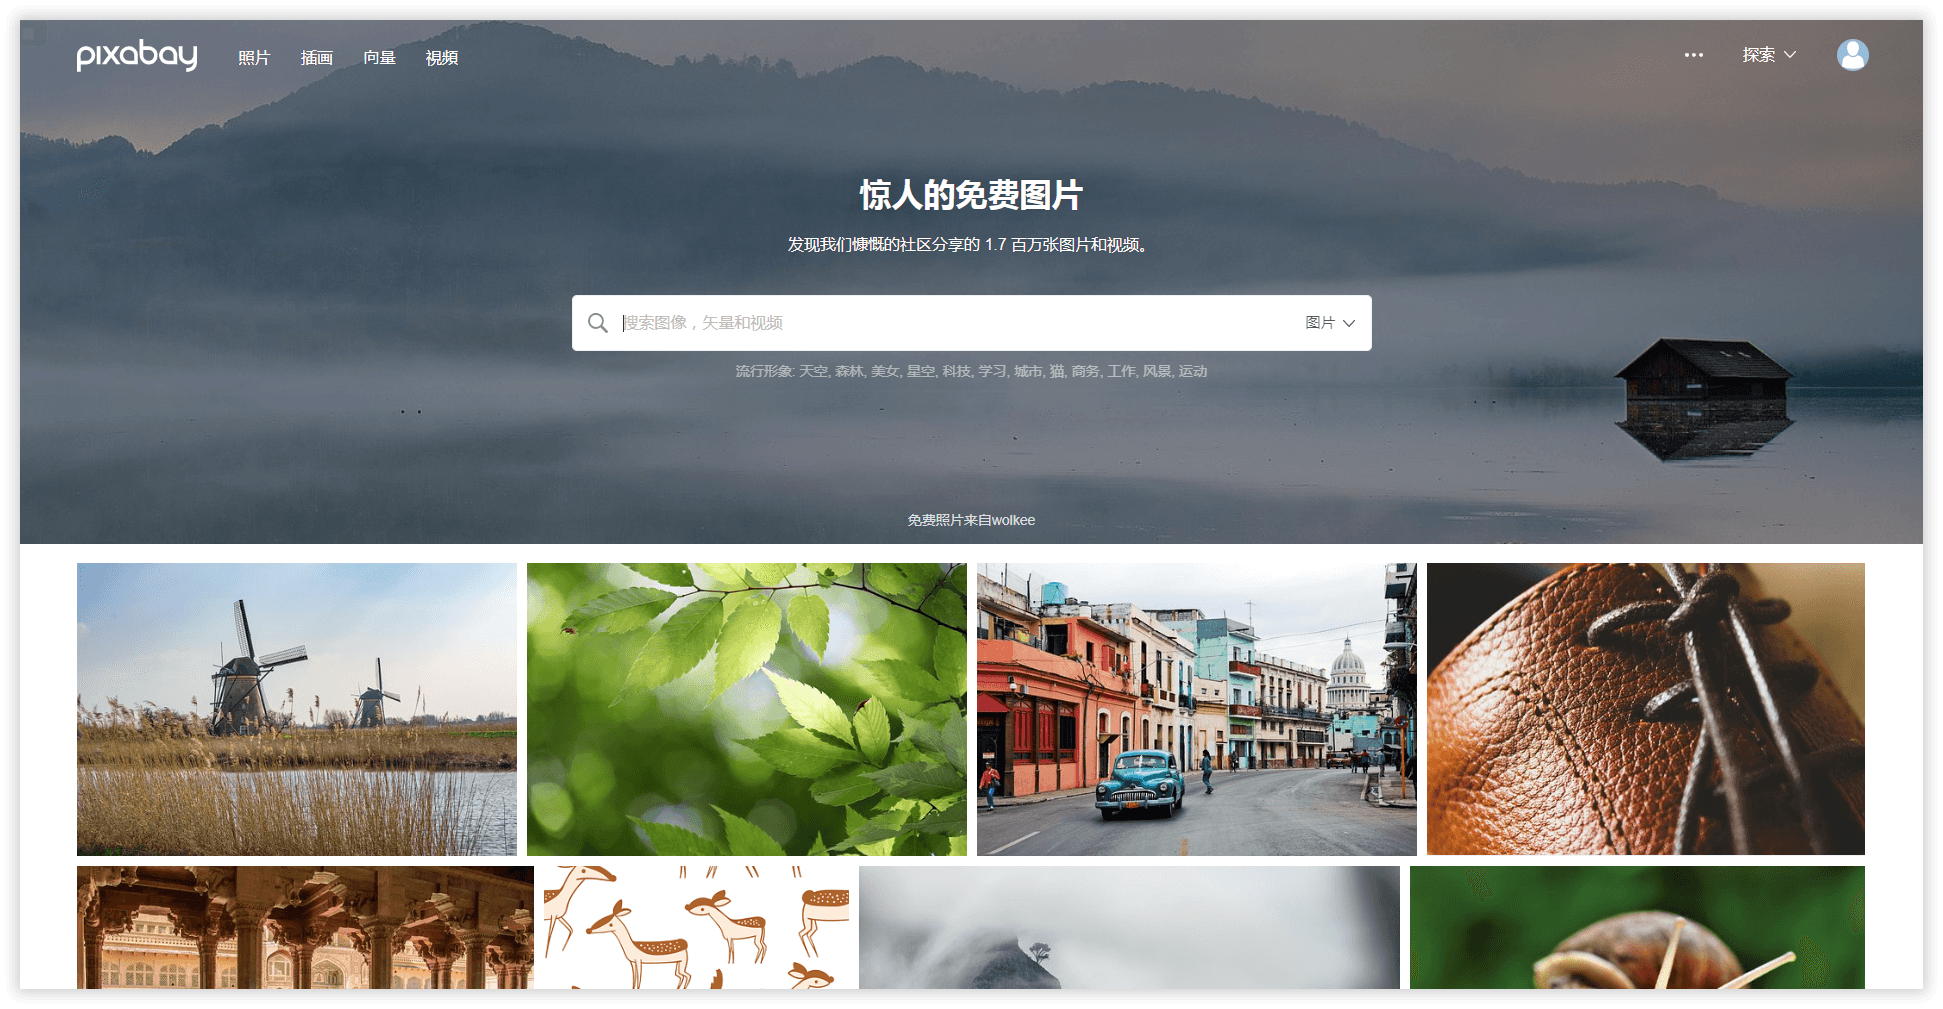 pixabay 照片 插画 向量 视频 ••• 探索
惊人的免费图片
发现我们慷慨的社区分享的 1.7 百万张图片和视频。
搜索图像，矢量和视频 图片
流行形象: 天空, 森林, 美女, 星空, 科技, 学习, 城市, 猫, 商务, 工作, 风景, 运动
免费照片来自wolkee